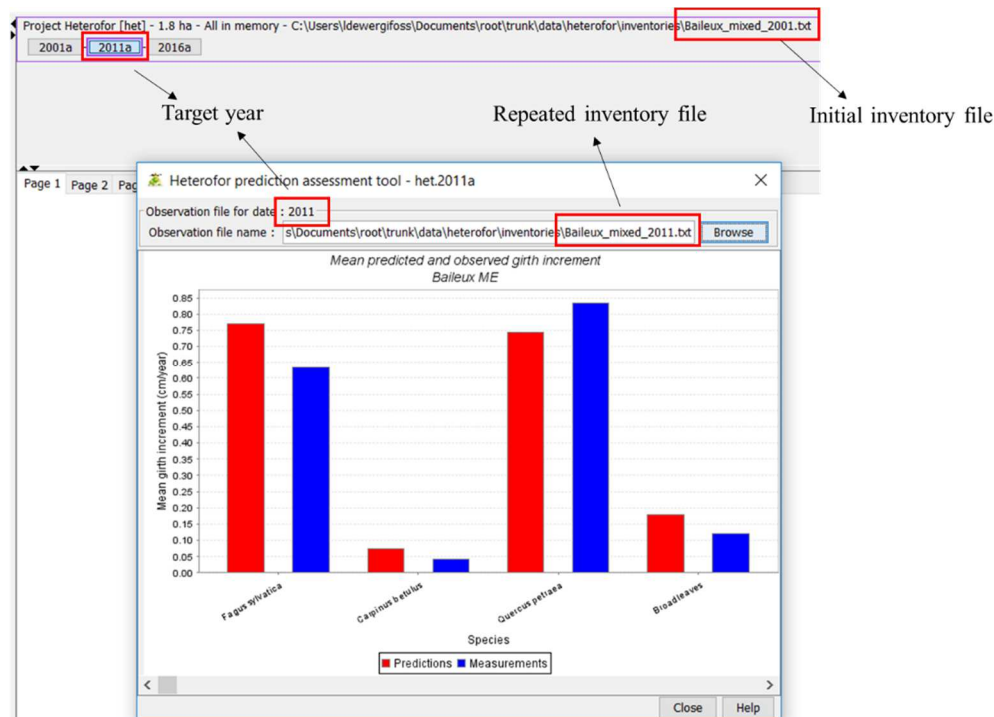 Project Heterofor [het] - 1.8 ha - All in memory - C:\Users\ldewergifoss\Documents\root\trunk\data\heterofor\inventories\Baileux_mixed_2001.txt
2001a 2011a 2016a
Target year
Repeated inventory file
Initial inventory file
Page 1 Page 2 Pag
Heterofor prediction assessment tool - het.2011a
Observation file for date : 2011
Observation file name : s\Documents\root\trunk\data\heterofor\inventories\Baileux_mixed_2011.txt Browse
Mean predicted and observed girth increment
Baileux ME
Mean girth increment (cm/year)
0.85
0.80
0.75
0.70
0.65
0.60
0.55
0.50
0.45
0.40
0.35
0.30
0.25
0.20
0.15
0.10
0.05
0.00
Fagus sylvatica
Carpinus betulus
Quercus petraea
Broadleaves
Species
Predictions Measurements
Close Help